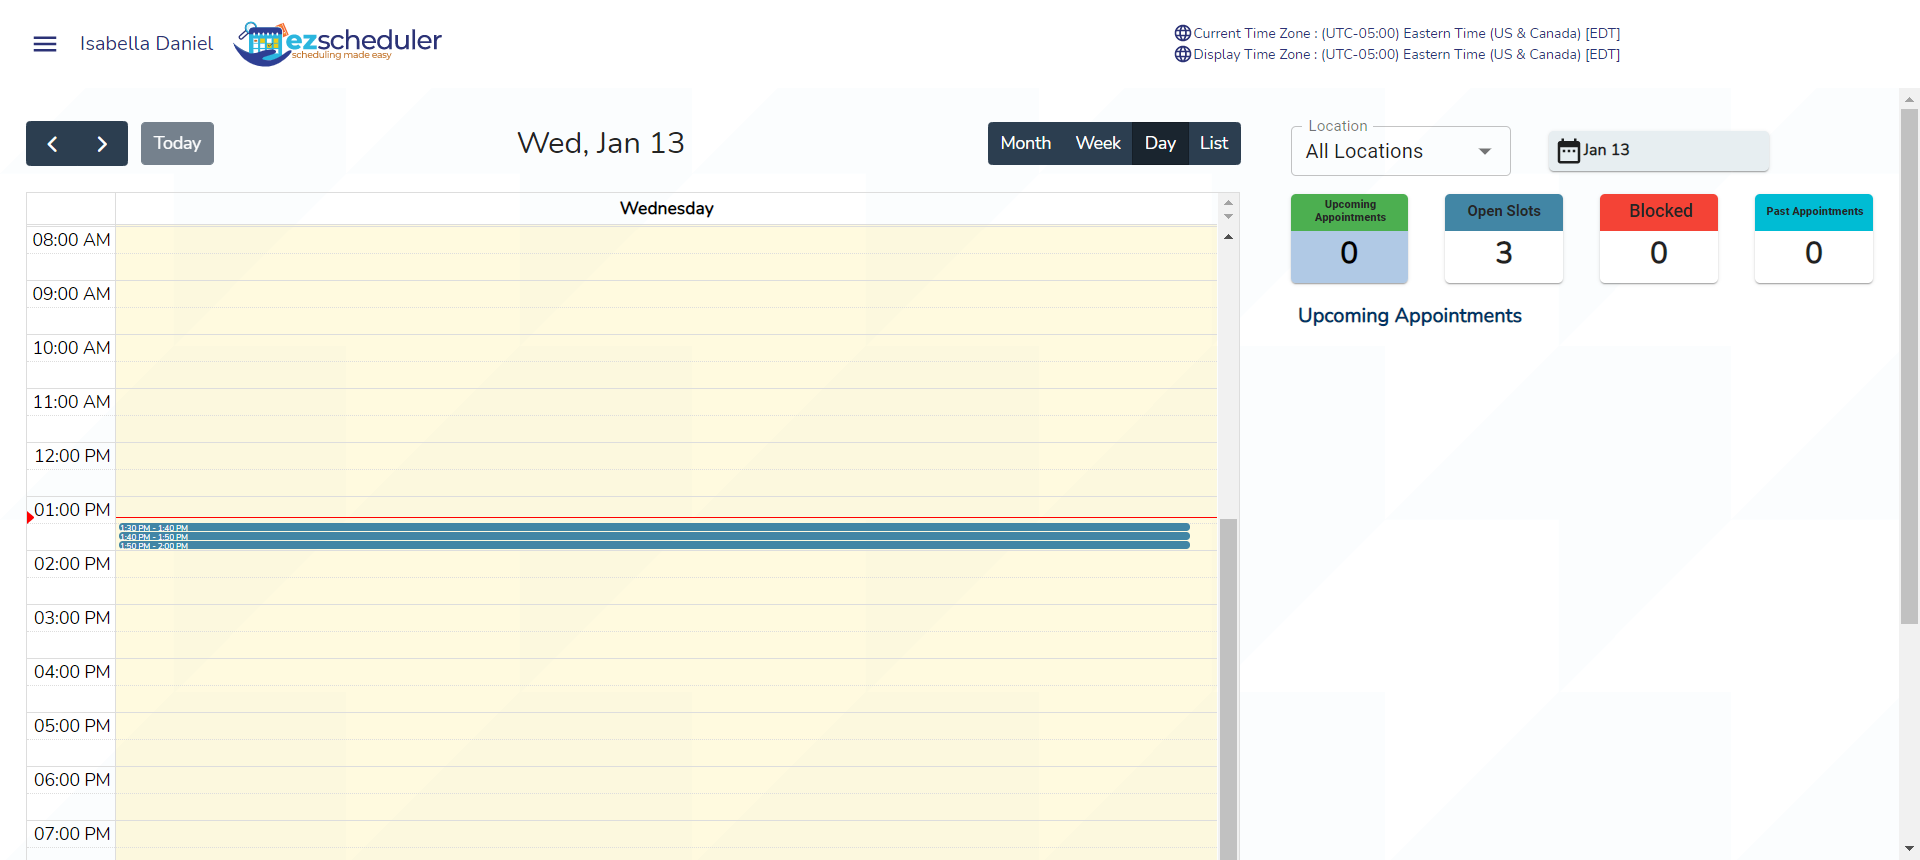 Isabella Daniel
ezscheduler
scheduling made easy
Current Time Zone : (UTC-05:00) Eastern Time (US & Canada) [EDT]
Display Time Zone : (UTC-05:00) Eastern Time (US & Canada) [EDT]
Today
Wed, Jan 13
Month Week Day List
Location
All Locations
Jan 13
Wednesday
08:00 AM
09:00 AM
10:00 AM
11:00 AM
12:00 PM
01:00 PM
1:30 PM - 1:40 PM
1:40 PM - 1:50 PM
1:50 PM - 2:00 PM
02:00 PM
03:00 PM
04:00 PM
05:00 PM
06:00 PM
07:00 PM
Upcoming
Appointments
0
Open Slots
3
Blocked
0
Past Appointments
0
Upcoming Appointments